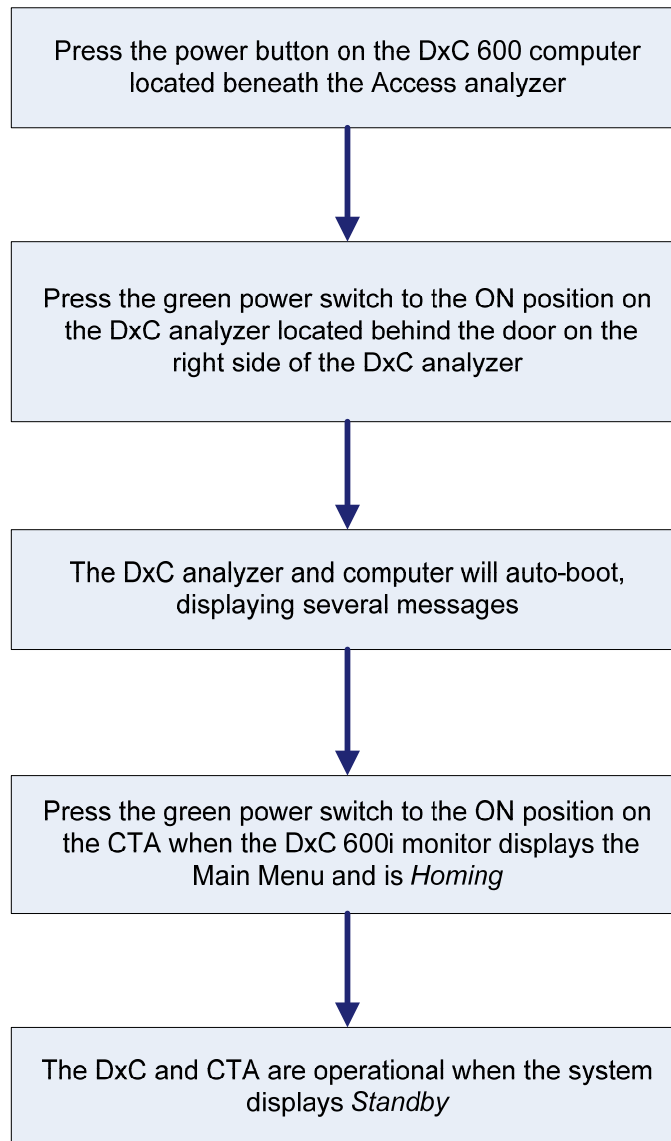 Press the power button on the DxC 600 computer
located beneath the Access analyzer
Press the green power switch to the ON position on
the DxC analyzer located behind the door on the
right side of the DxC analyzer
The DxC analyzer and computer will auto-boot,
displaying several messages
Press the green power switch to the ON position on
the CTA when the DxC 600i monitor displays the
Main Menu and is Homing
The DxC and CTA are operational when the system
displays Standby